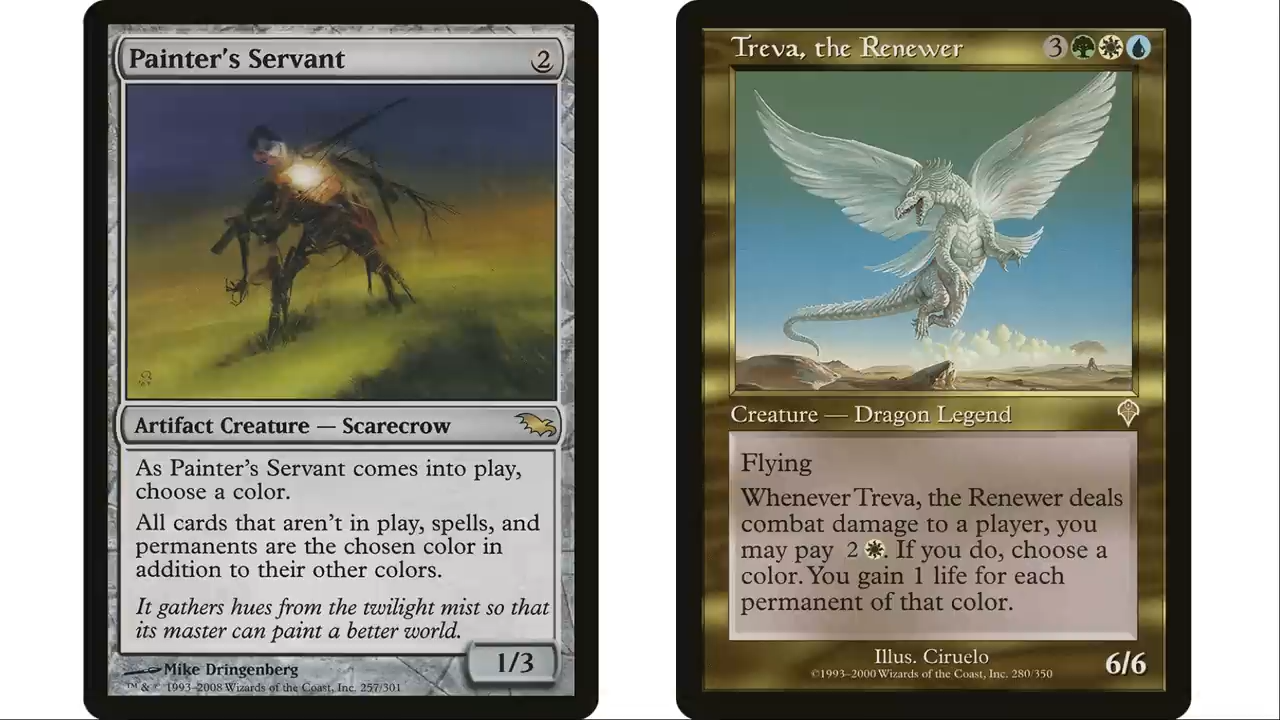 Painter's Servant 2
Artifact Creature — Scarecrow
As Painter's Servant comes into play,
choose a color.
All cards that aren't in play, spells, and
permanents are the chosen color in
addition to their other colors.
It gathers hues from the twilight mist so that
its master can paint a better world.
1/3
Mike Dringenberg
™ & © 1993–2008 Wizards of the Coast, Inc. 257/301
Treva, the Renewer 3
Creature — Dragon Legend
Flying
Whenever Treva, the Renewer deals
combat damage to a player, you
may pay 2 . If you do, choose a
color. You gain 1 life for each
permanent of that color.
Illus. Ciruelo
©1993–2000 Wizards of the Coast, Inc. 280/350
6/6